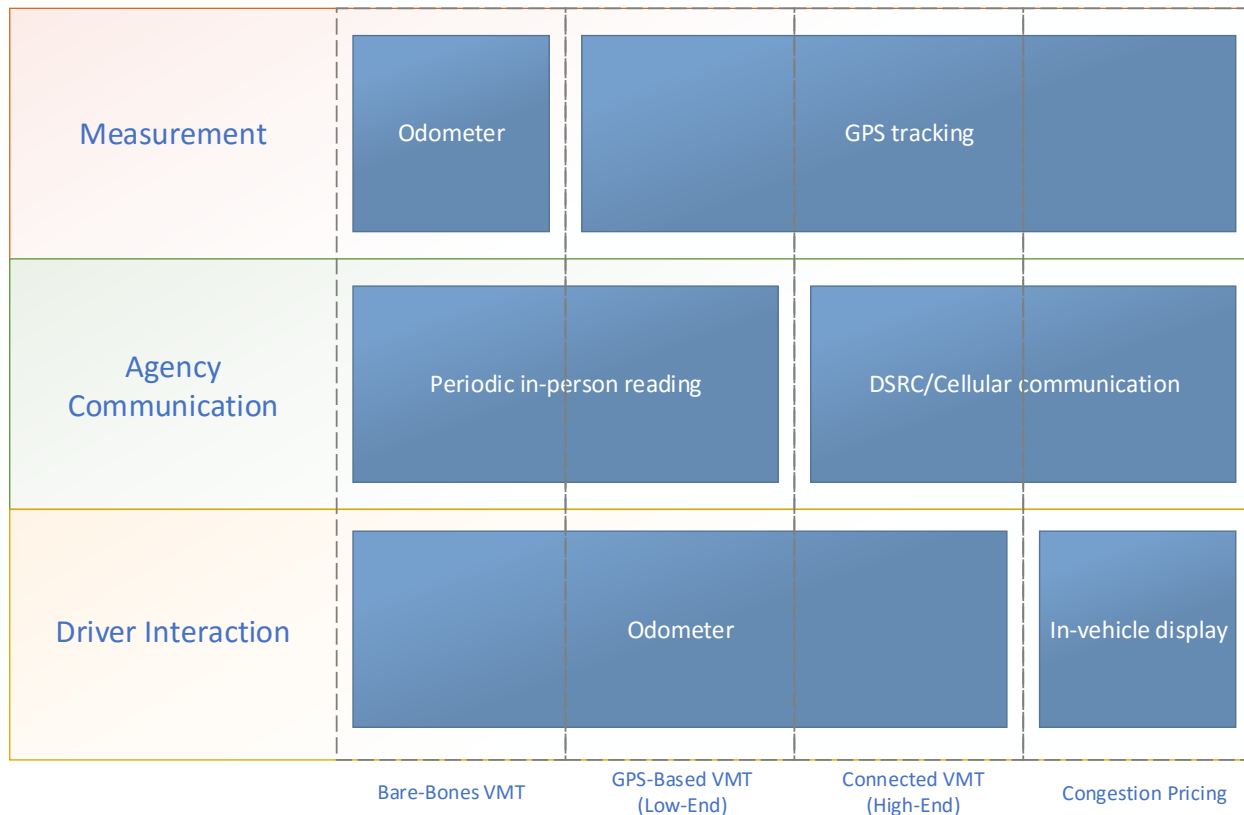 Measurement
Odometer
GPS tracking
Agency
Communication
Periodic in-person reading
DSRC/Cellular communication
Driver Interaction
Odometer
In-vehicle display
Bare-Bones VMT
GPS-Based VMT
(Low-End)
Connected VMT
(High-End)
Congestion Pricing